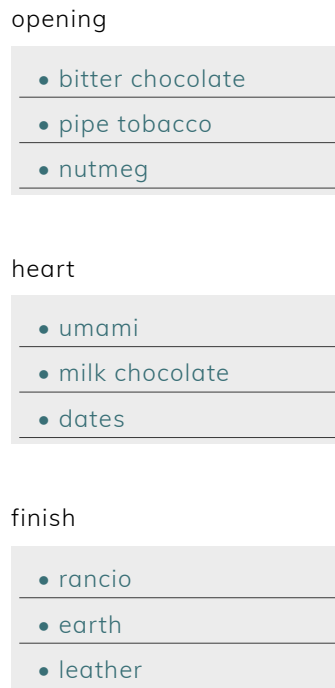 opening
• bitter chocolate
• pipe tobacco
• nutmeg
heart
• umami
• milk chocolate
• dates
finish
• rancio
• earth
• leather